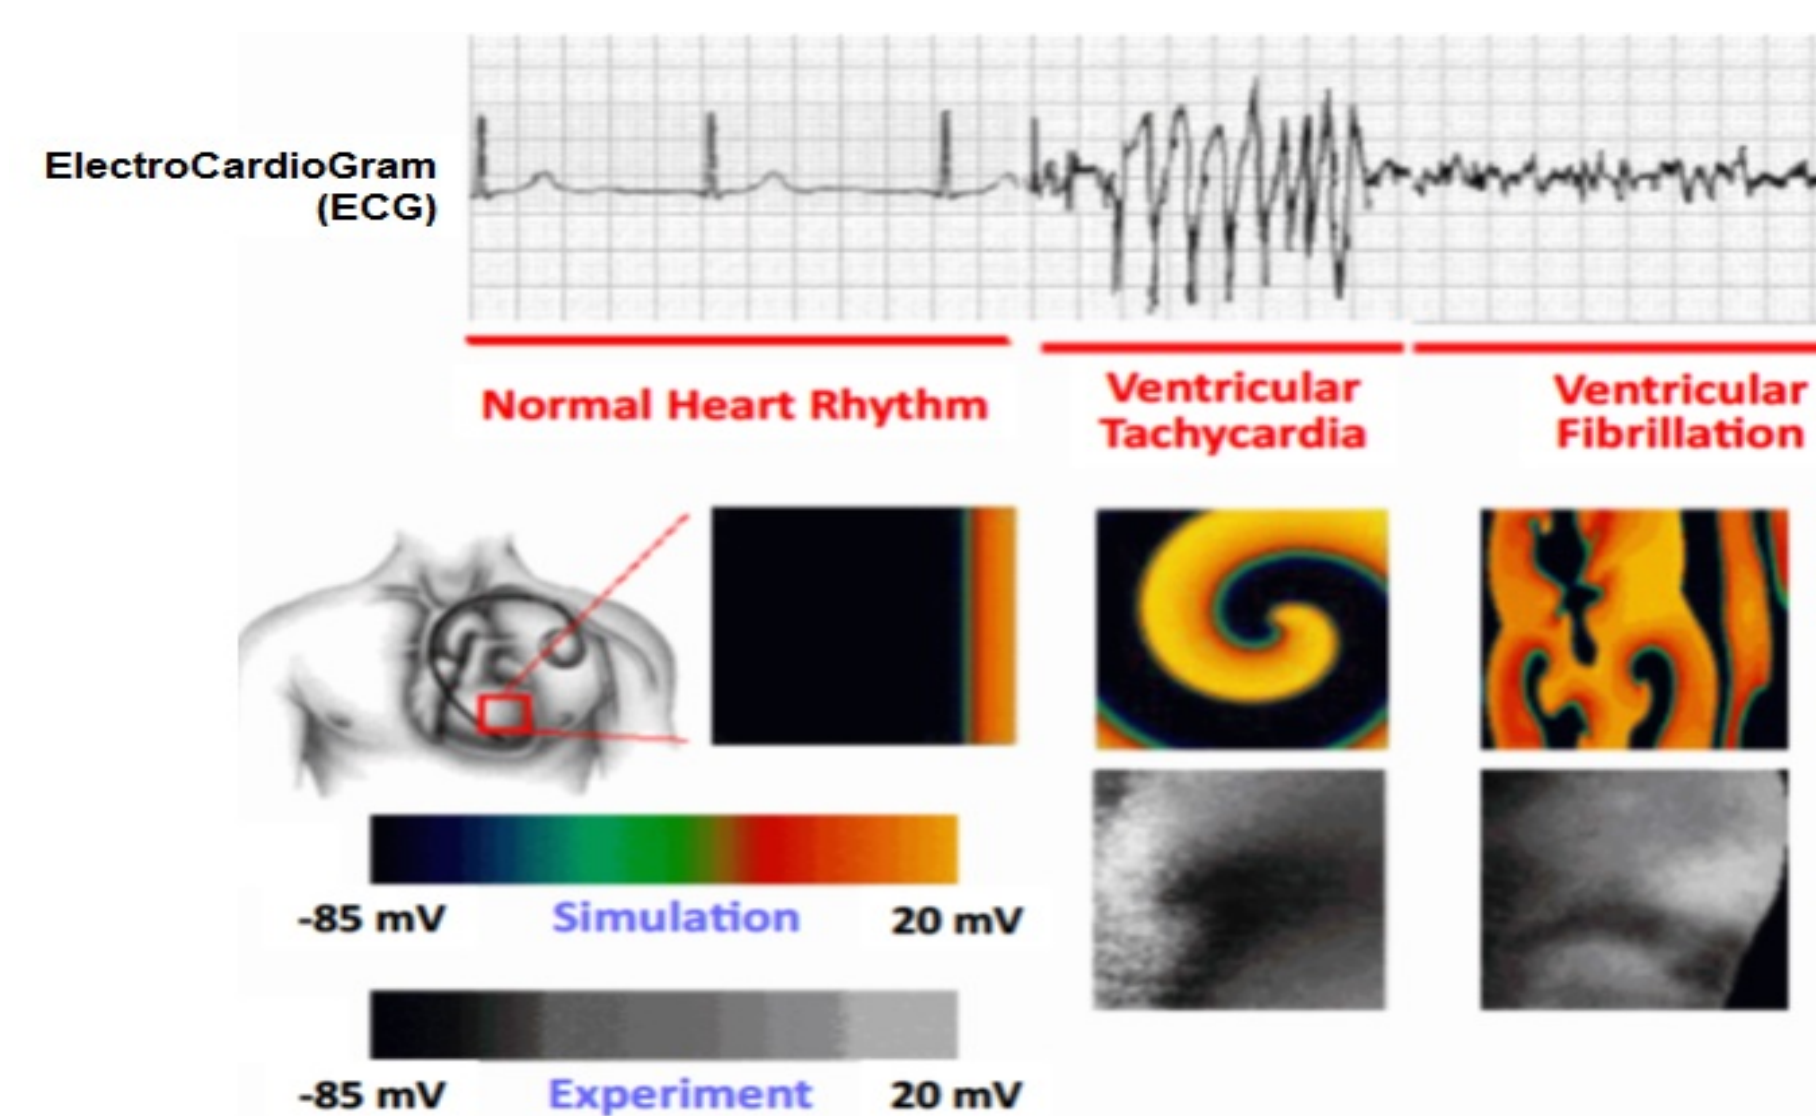 ElectroCardioGram
(ECG)
Normal Heart Rhythm
Ventricular
Tachycardia
Ventricular
Fibrillation
-85 mV
Simulation
20 mV
-85 mV
Experiment
20 mV